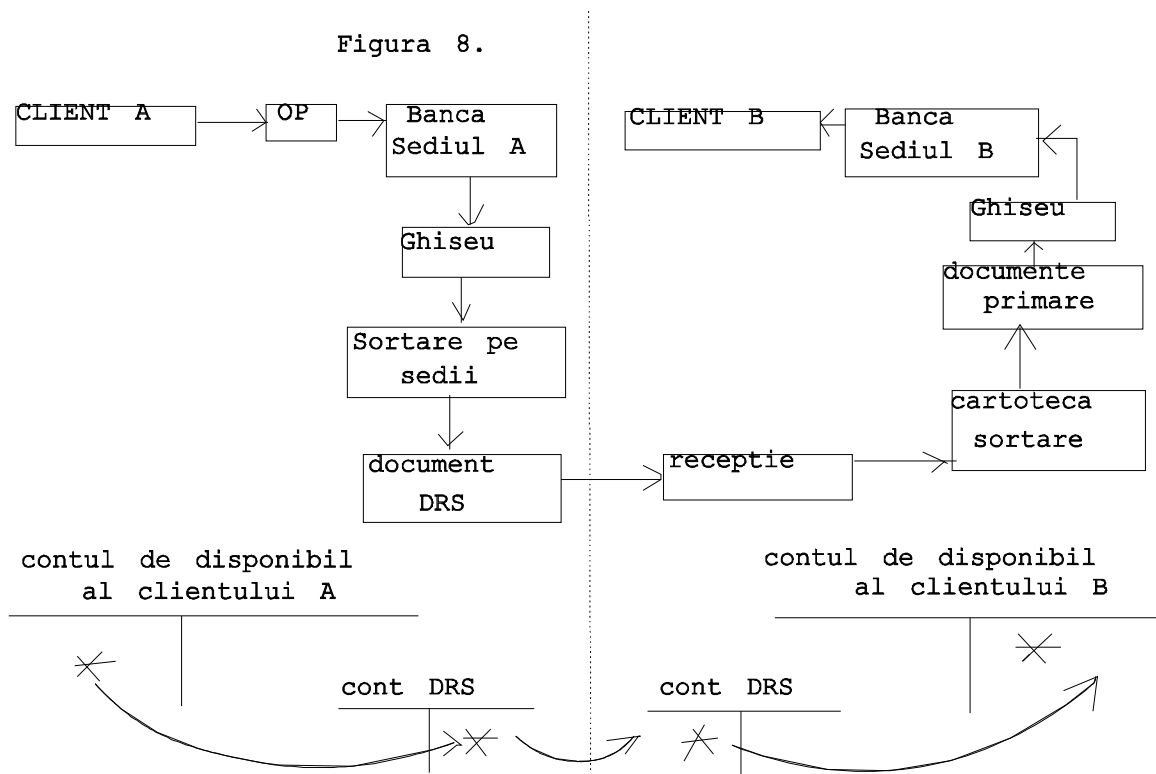 Figura 8.
CLIENT A
OP
Banca
Sediul A
Ghiseu
Sortare pe
sedii
document
DRS
CLIENT B
Banca
Sediul B
Ghiseu
documente
primare
cartoteca
sortare
receptie
contul de disponibil
al clientului A
cont DRS
contul de disponibil
al clientului B
cont DRS